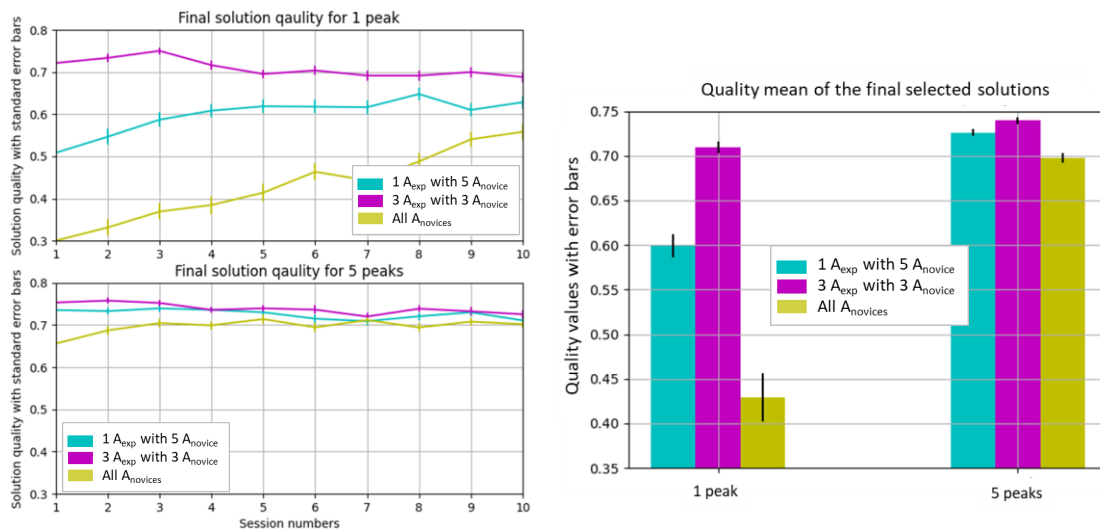 Final solution qaulity for 1 peak
Solution quality with standard error bars
0.8
0.7
0.6
0.5
0.4
0.3
1 A_exp with 5 A_novice
3 A_exp with 3 A_novice
All A_novices
1 2 3 4 5 6 7 8 9 10
Final solution qaulity for 5 peaks
Solution quality with standard error bars
0.8
0.7
0.6
0.5
0.4
0.3
1 A_exp with 5 A_novice
3 A_exp with 3 A_novice
All A_novices
1 2 3 4 5 6 7 8 9 10
Session numbers
Quality mean of the final selected solutions
Quality values with error bars
0.75
0.70
0.65
0.60
0.55
0.50
0.45
0.40
0.35
1 A_exp with 5 A_novice
3 A_exp with 3 A_novice
All A_novices
1 peak
5 peaks